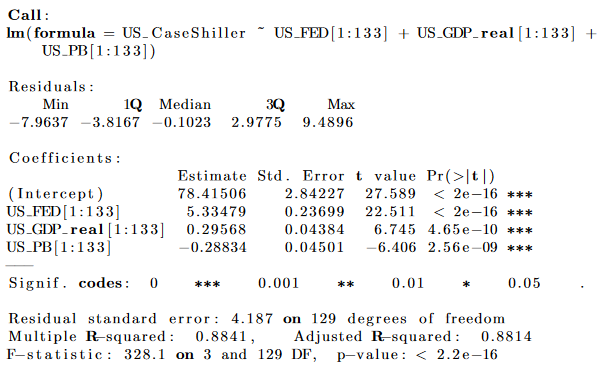 Call:
lm(formula = US_CaseShiller ~ US_FED[1:133] + US_GDP_real[1:133] +
US_PB[1:133])
Residuals:
Min 1Q Median 3Q Max
−7.9637 −3.8167 −0.1023 2.9775 9.4896
Coefficients:
Estimate Std. Error t value Pr(>|t|)
(Intercept) 78.41506 2.84227 27.589 < 2e−16 ***
US_FED[1:133] 5.33479 0.23699 22.511 < 2e−16 ***
US_GDP_real[1:133] 0.29568 0.04384 6.745 4.65e−10 ***
US_PB[1:133] −0.28834 0.04501 −6.406 2.56e−09 ***
———
Signif. codes: 0 *** 0.001 ** 0.01 * 0.05 .
Residual standard error: 4.187 on 129 degrees of freedom
Multiple R−squared: 0.8841, Adjusted R−squared: 0.8814
F−statistic: 328.1 on 3 and 129 DF, p−value: < 2.2e−16